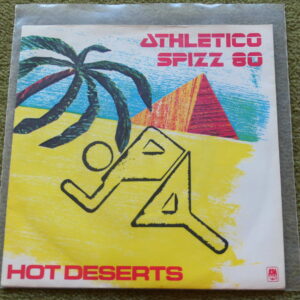 ATHLETICO
SPIZZ 80
HOT DESERTS
A&M